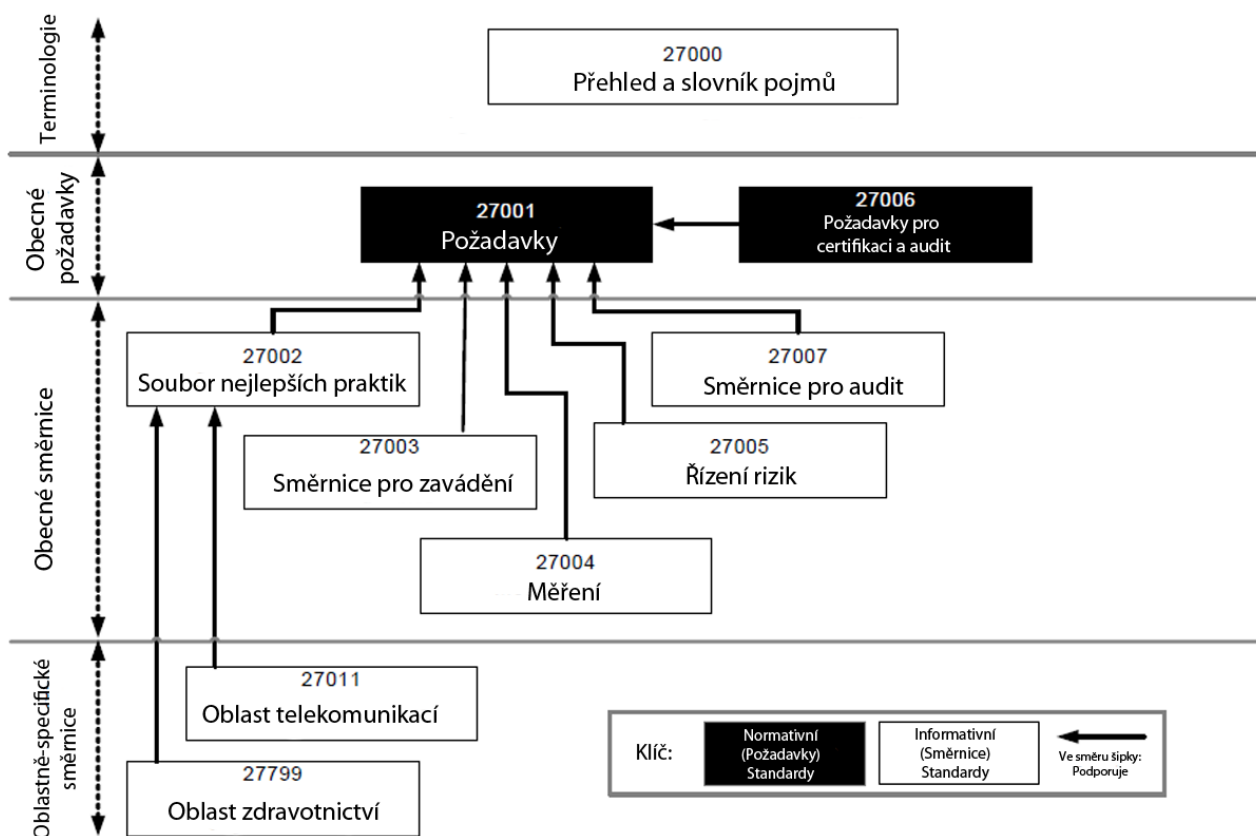 Terminologie
27000
Přehled a slovník pojmů
Obecné
požadavky
27001
Požadavky
27006
Požadavky pro
certifikaci a audit
Obecné směrnice
27002
Soubor nejlepších praktik
27007
Směrnice pro audit
27003
Směrnice pro zavádění
27005
Řízení rizik
27004
Měření
Oblastně-specifické
směrnice
27011
Oblast telekomunikací
27799
Oblast zdravotnictví
Klíč:
Normativní
(Požadavky)
Standardy
Informativní
(Směrnice)
Standardy
Ve směru šipky:
Podporuje